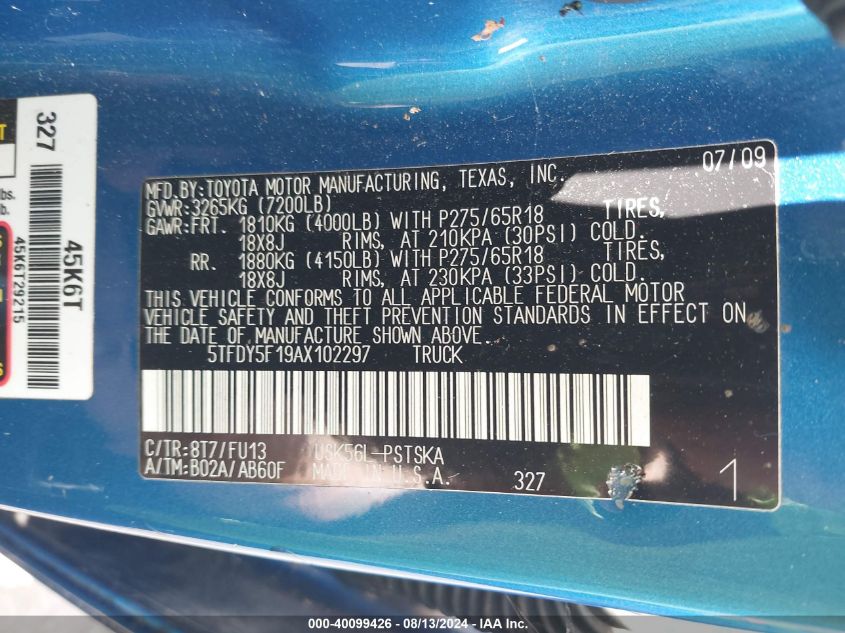 T
lbs.
b.
327
45K6T29215
45K6T
07/09
MFD. BY: TOYOTA MOTOR MANUFACTURING, TEXAS, INC.
GVWR: 3265KG (7200LB)
GAWR: FRT. 1810KG (4000LB) WITH P275/65R18 TIRES,
18X8J RIMS, AT 210KPA (30PSI) COLD.
RR. 1880KG (4150LB) WITH P275/65R18 TIRES,
18X8J RIMS, AT 230KPA (33PSI) COLD.
THIS VEHICLE CONFORMS TO ALL APPLICABLE FEDERAL MOTOR
VEHICLE SAFETY AND THEFT PREVENTION STANDARDS IN EFFECT ON
THE DATE OF MANUFACTURE SHOWN ABOVE.
5TFDY5F19AX102297 TRUCK
C/TR: 8T7/FU13 USK56L-PSTSKA
A/TM: B02A/AB60F MADE IN U.S.A. 327 1
000-40099426 - 08/13/2024 - IAA Inc.